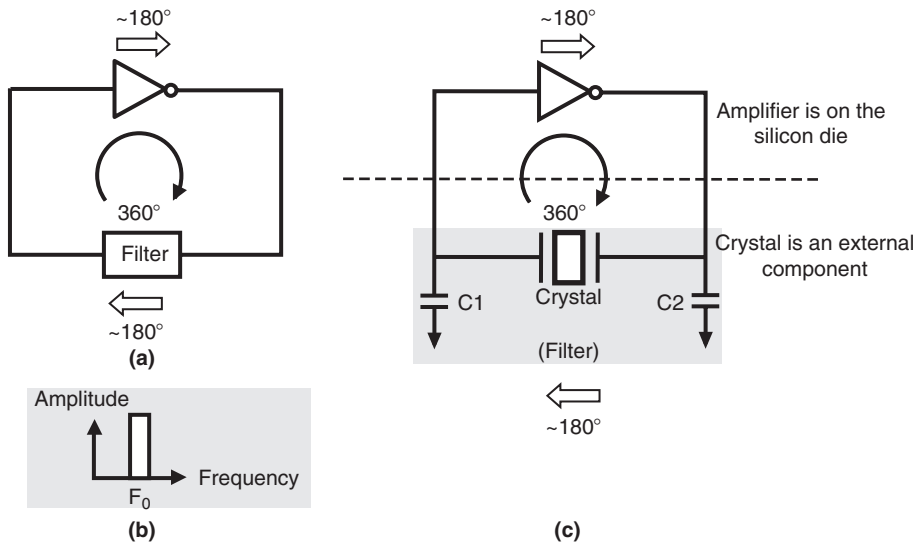 ~180°
360°
Filter
~180°
(a)
Amplitude
Frequency
F0
(b)
~180°
Amplifier is on the
silicon die
360°
Crystal is an external
component
Crystal
C1
C2
(Filter)
~180°
(c)